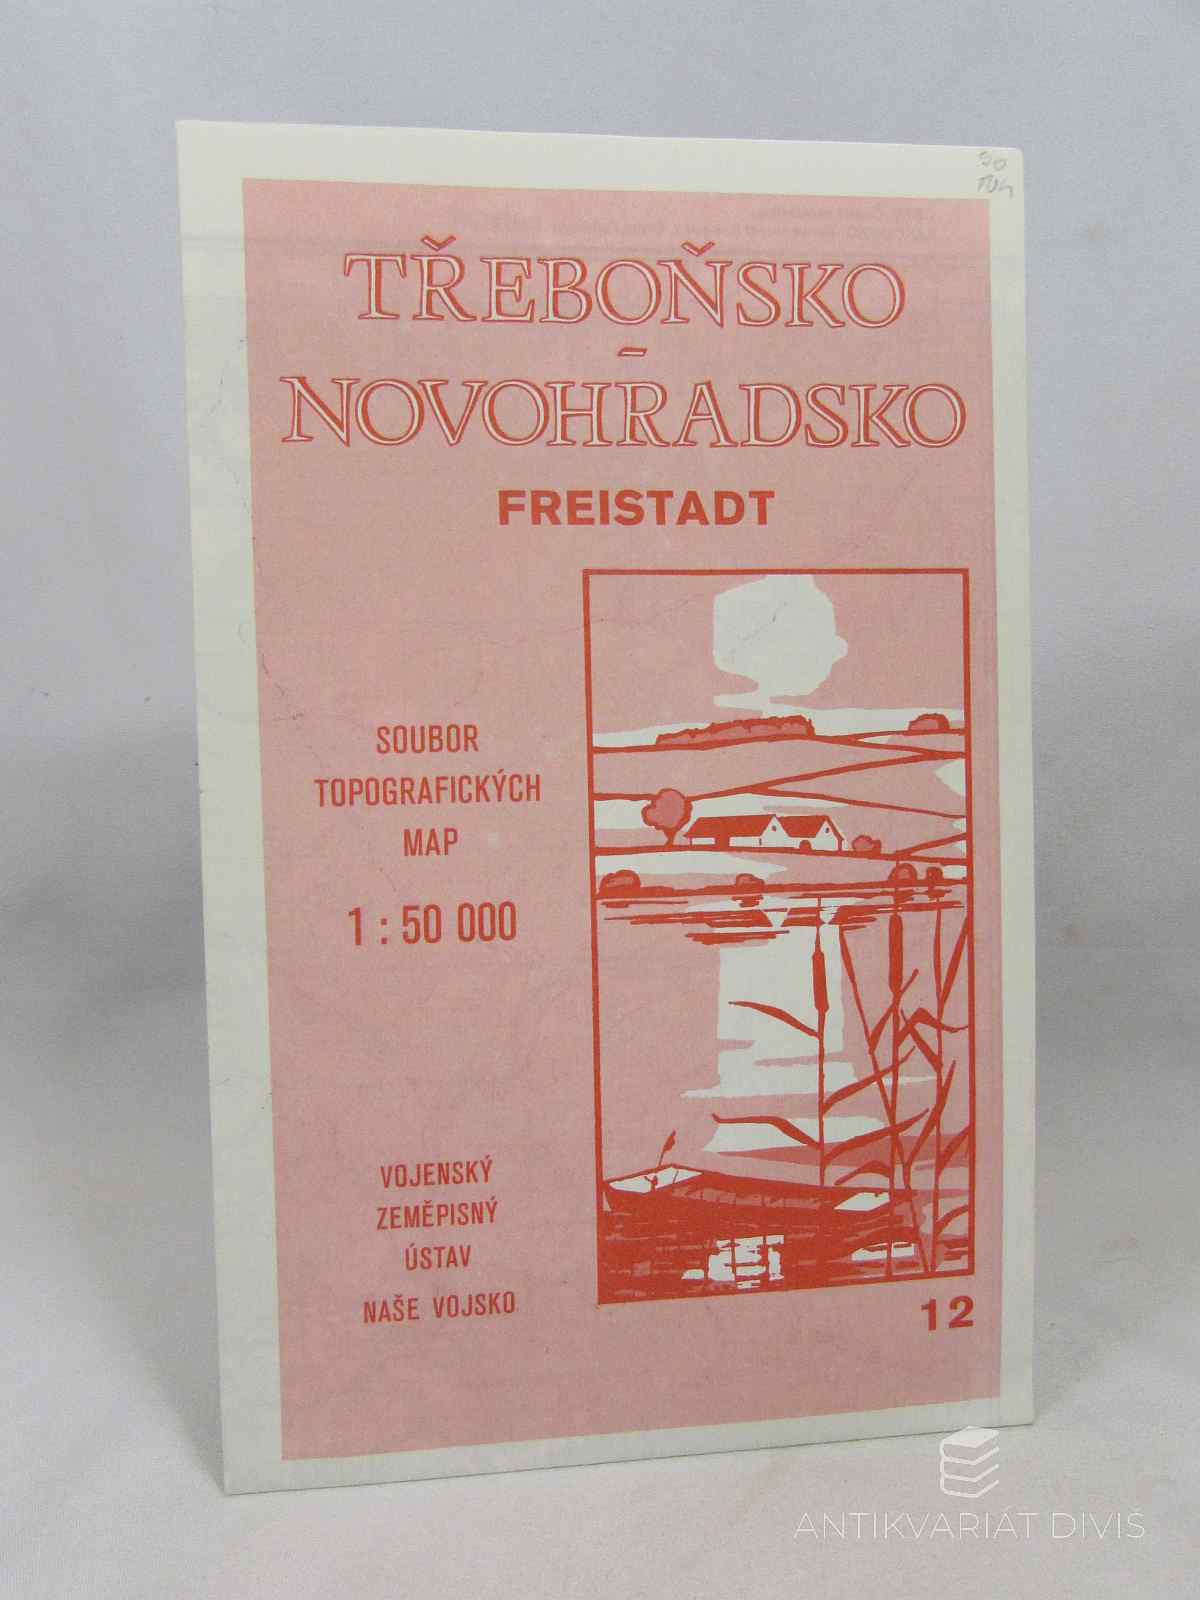 TŘEBOŇSKO
-
NOVOHRADSKO
FREISTADT
SOUBOR
TOPOGRAFICKÝCH
MAP
1 : 50 000
VOJENSKÝ
ZEMĚPISNÝ
ÚSTAV
NAŠE VOJSKO
12
ANTIKVARIÁT DIVIŠ